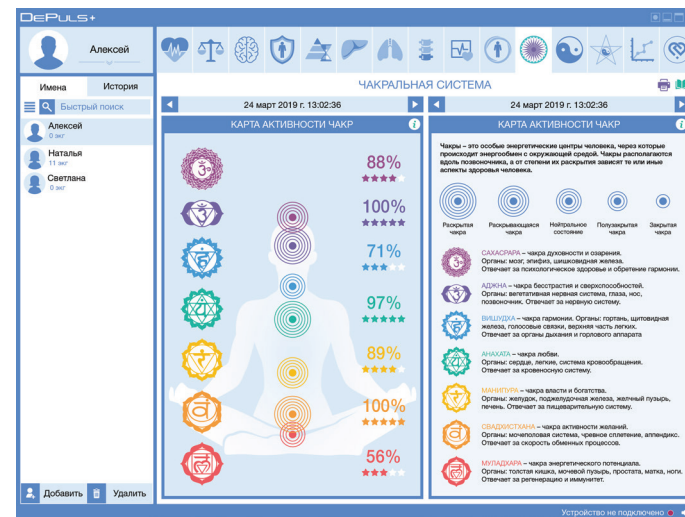 DEPULS+
Алексей
Имена
История
Быстрый поиск
Алексей
0 экг
Наталья
11 экг
Светлана
0 экг
Добавить
Удалить
ЧАКРАЛЬНАЯ СИСТЕМА
24 март 2019 г. 13:02:36
КАРТА АКТИВНОСТИ ЧАКР
88%
100%
71%
97%
89%
100%
56%
24 март 2019 г. 13:02:36
КАРТА АКТИВНОСТИ ЧАКР
Чакры – это особые энергетические центры человека, через которые
происходит энергообмен с окружающей средой. Чакры располагаются
вдоль позвоночника, а от степени их раскрытия зависят те или иные
аспекты здоровья человека.
Раскрытая чакра
Раскрывающаяся чакра
Нейтральное состояние
Полузакрытая чакра
Закрытая чакра
САХАСРАРА – чакра духовности и озарения.
Органы: мозг, эпифиз, шишковидная железа.
Отвечает за психологическое здоровье и обретение гармонии.
АДЖНА – чакра бесстрастия и сверхспособностей.
Органы: вегетативная нервная система, глаза, нос,
позвоночник. Отвечает за нервную систему.
ВИШУДХА – чакра гармонии. Органы: гортань, щитовидная
железа, голосовые связки, верхняя часть легких.
Отвечает за органы дыхания и горлового аппарата
АНАХАТА – чакра любви.
Органы: сердце, легкие, система кровообращения.
Отвечает за кровеносную систему.
МАНИПУРА – чакра власти и богатства.
Органы: желудок, поджелудочная железа, желчный пузырь,
печень. Отвечает за пищеварительную систему.
СВАДХИСТХАНА – чакра активности желаний.
Органы: мочеполовая система, чревное сплетение, аппендикс.
Отвечает за скорость обменных процессов.
МУЛАДХАРА – чакра энергетического потенциала.
Органы: толстая кишка, мочевой пузырь, простата, матка, ноги.
Отвечает за регенерацию и иммунитет.
Устройство не подключено